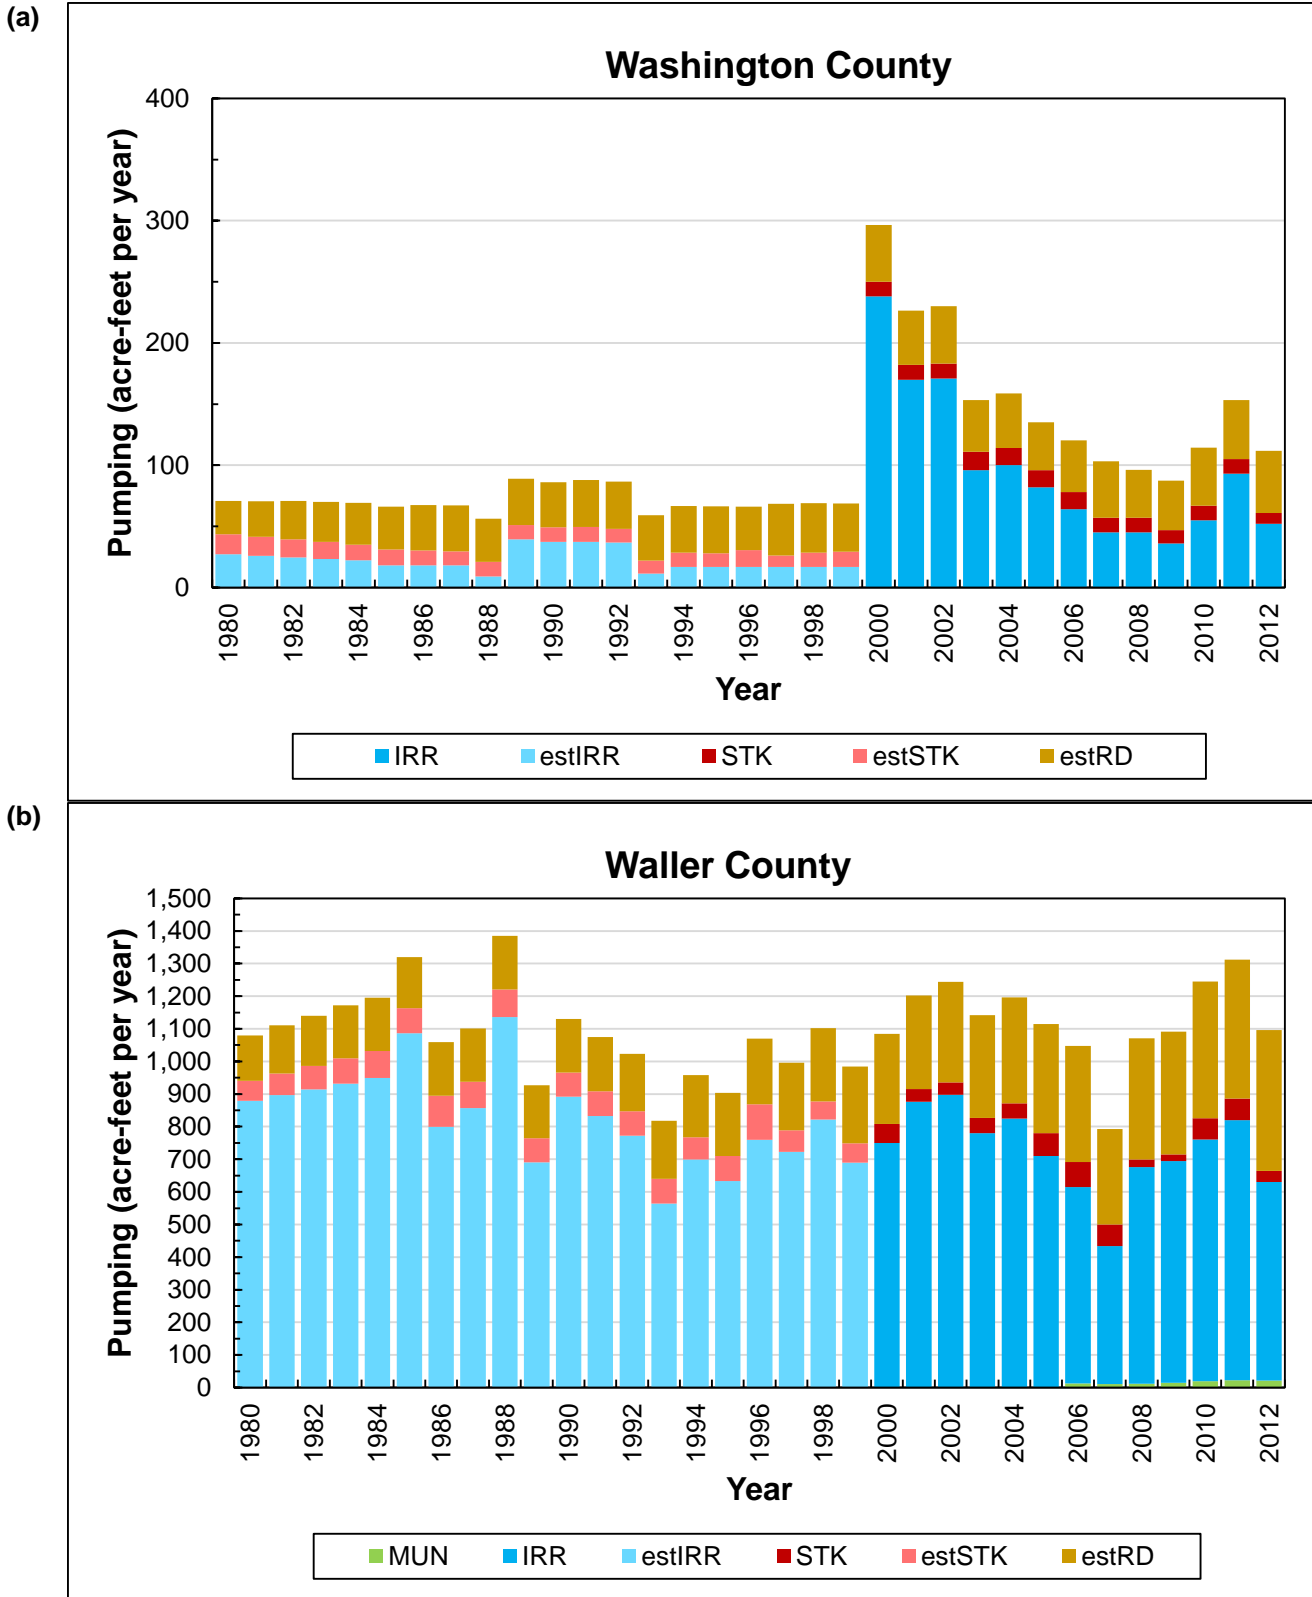 (a)
Washington County
Pumping (acre-feet per year)
400
300
200
100
0
1980 1982 1984 1986 1988 1990 1992 1994 1996 1998 2000 2002 2004 2006 2008 2010 2012
Year
IRR estIRR STK estSTK estRD
(b)
Waller County
Pumping (acre-feet per year)
1,500
1,400
1,300
1,200
1,100
1,000
900
800
700
600
500
400
300
200
100
0
1980 1982 1984 1986 1988 1990 1992 1994 1996 1998 2000 2002 2004 2006 2008 2010 2012
Year
MUN IRR estIRR STK estSTK estRD